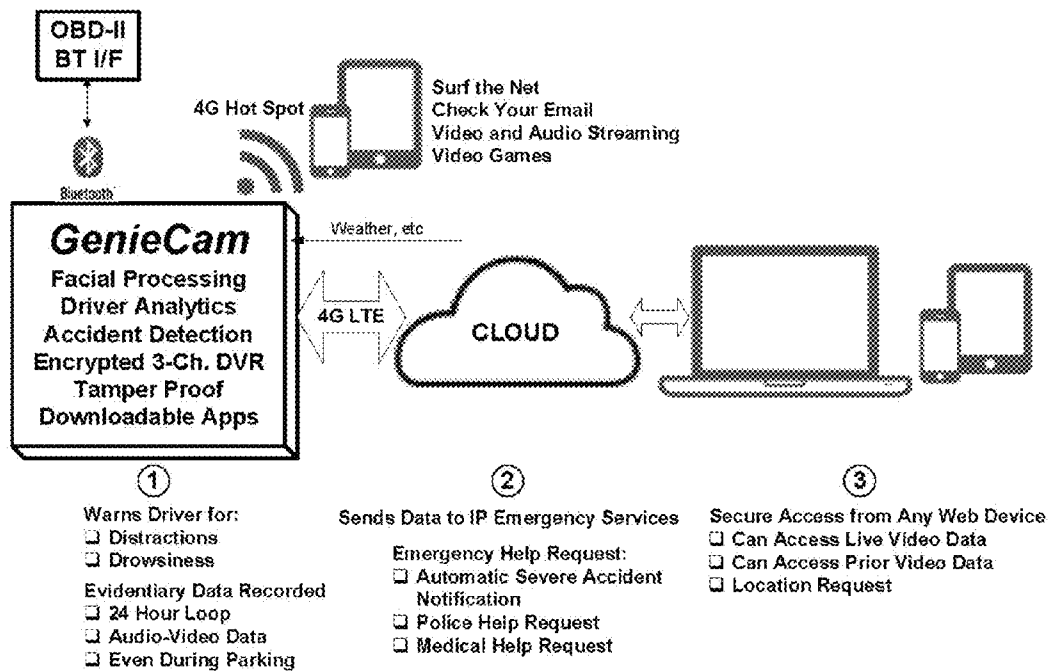 OBD-II
BT I/F
Bluetooth
4G Hot Spot
Surf the Net
Check Your Email
Video and Audio Streaming
Video Games
GenieCam
Facial Processing
Driver Analytics
Accident Detection
Encrypted 3-Ch. DVR
Tamper Proof
Downloadable Apps
Weather, etc
4G LTE
CLOUD
1
Warns Driver for:
❑ Distractions
❑ Drowsiness
Evidentiary Data Recorded
❑ 24 Hour Loop
❑ Audio-Video Data
❑ Even During Parking
2
Sends Data to IP Emergency Services
Emergency Help Request:
❑ Automatic Severe Accident
Notification
❑ Police Help Request
❑ Medical Help Request
3
Secure Access from Any Web Device
❑ Can Access Live Video Data
❑ Can Access Prior Video Data
❑ Location Request